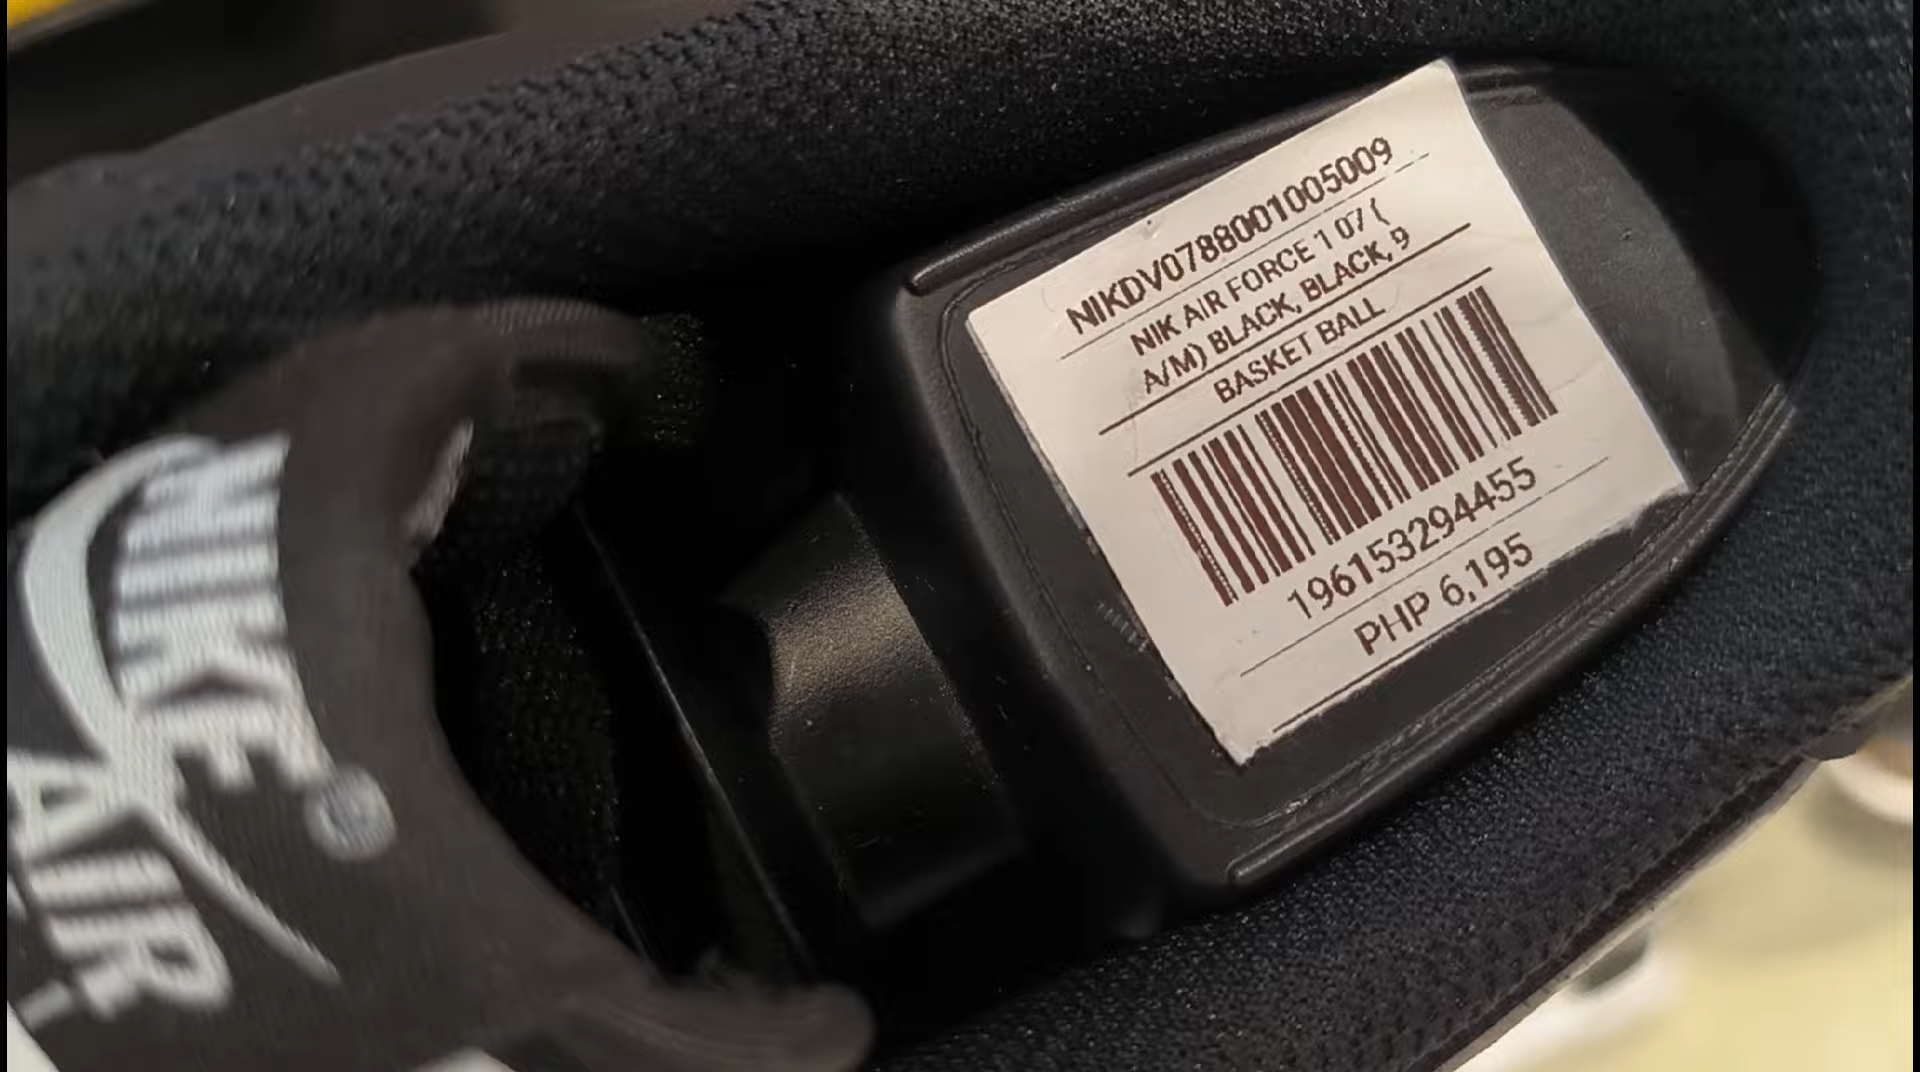 NIKDV0788001005009
NIK AIR FORCE 1 07 (
A/M) BLACK, BLACK, 9
BASKET BALL
196153294455
PHP 6,195
NIKE
AIR